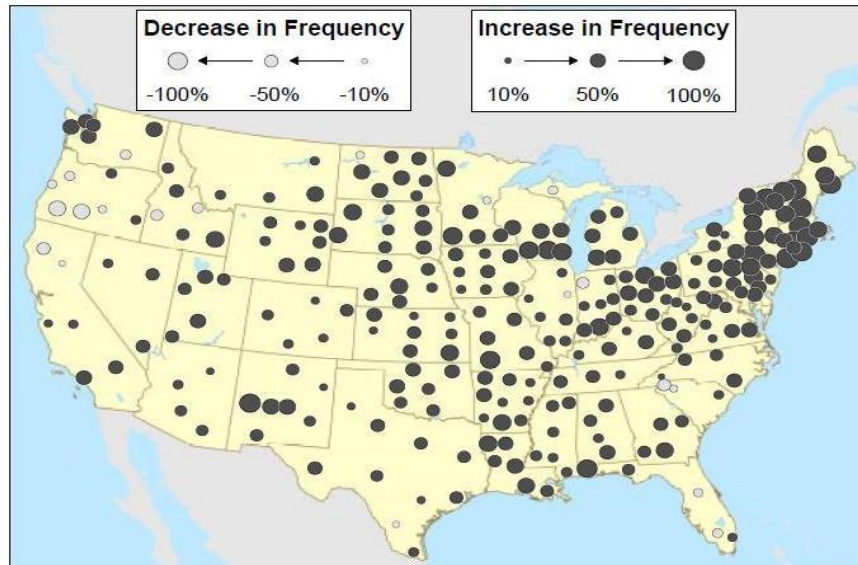 Decrease in Frequency
-100% -50% -10%
Increase in Frequency
10% 50% 100%